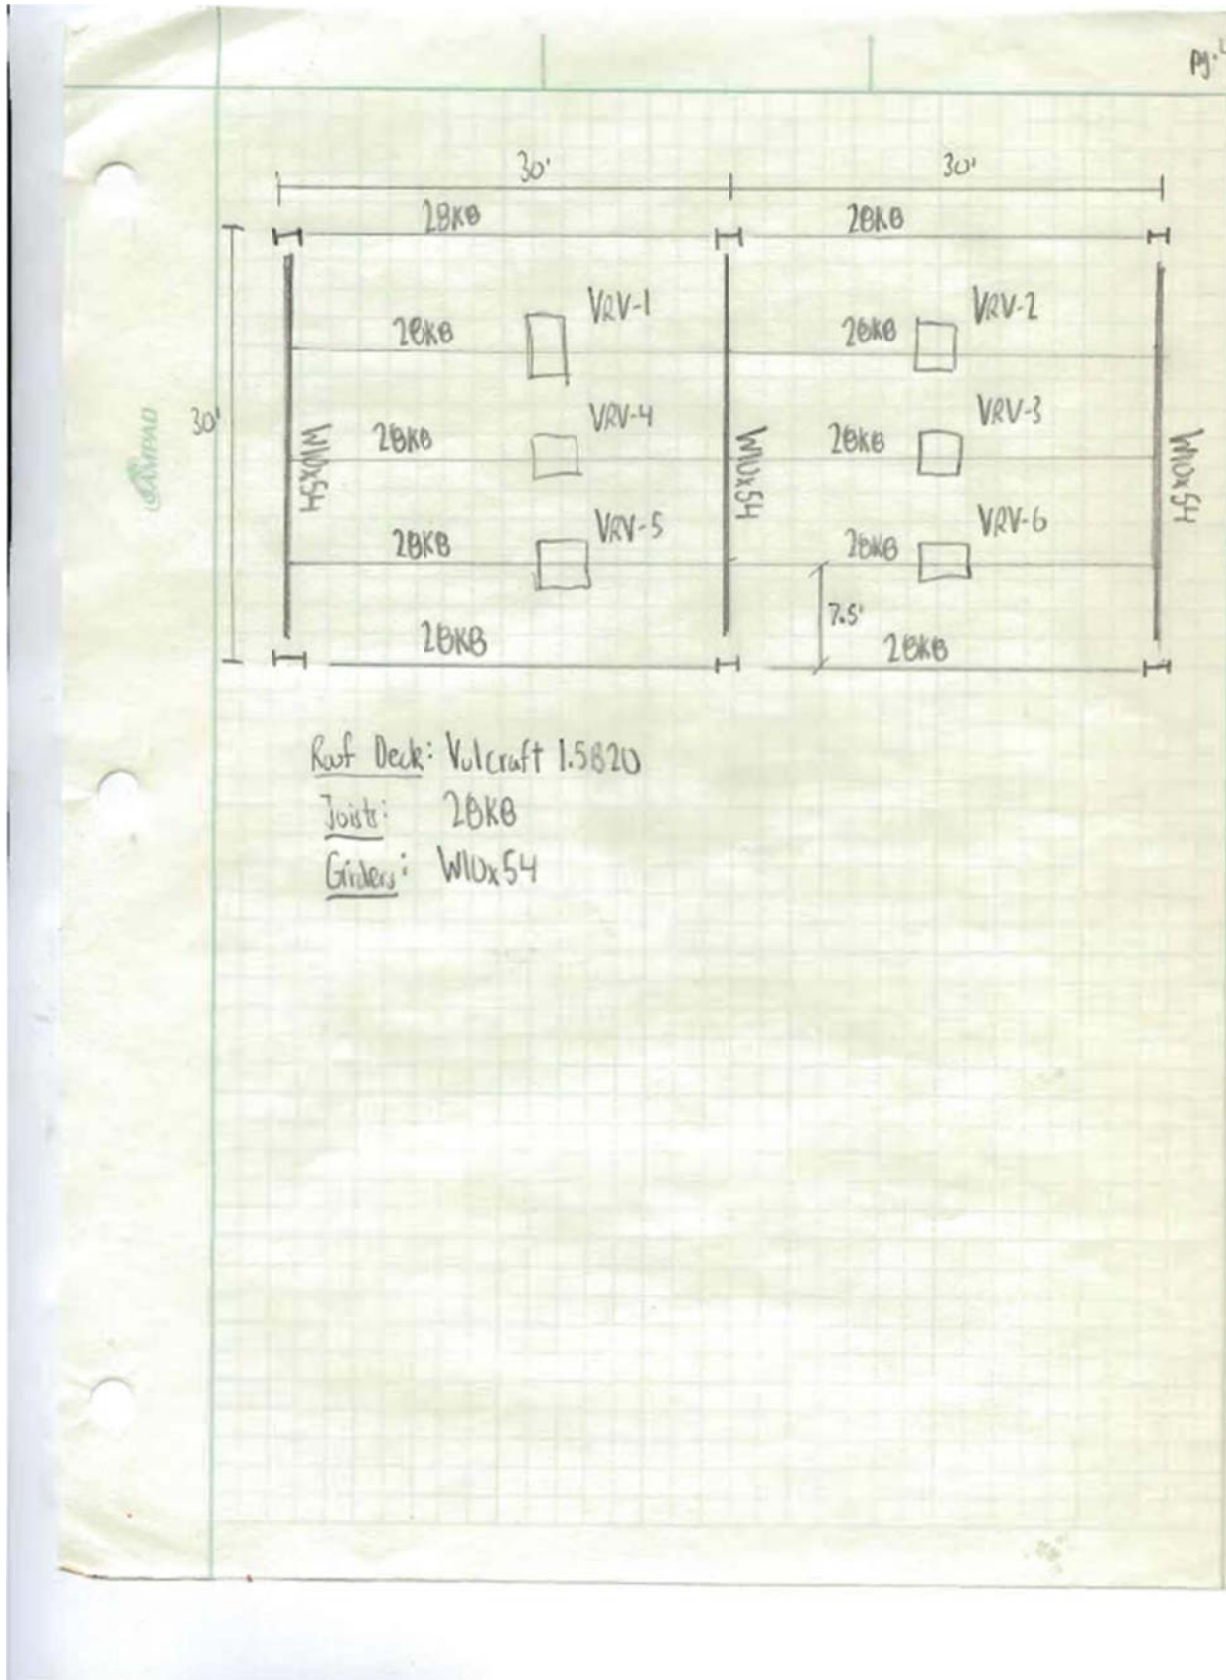 pg.
30' 30'
28K8 28K8
VRV-1 VRV-2
28K8 28K8
VRV-4 VRV-3
30' 28K8 28K8
W10x54 W10x54 W10x54
VRV-5 VRV-6
28K8 28K8
7.5'
28K8 28K8
AMPAD
Roof Deck: Vulcraft 1.5B20
Joists: 28K8
Girders: W10x54